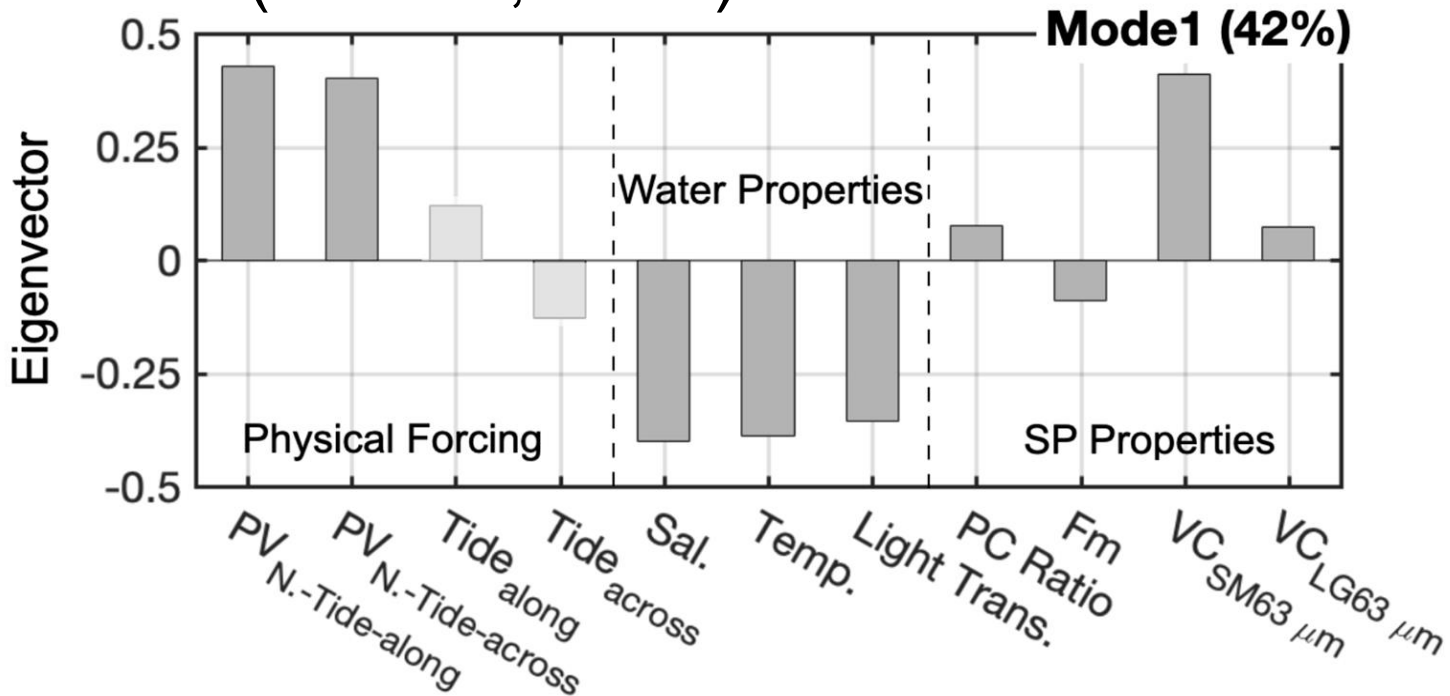 Mode1 (42%)
0.5
0.25
0
-0.25
-0.5
Eigenvector
Water Properties
Physical Forcing
SP Properties
PV N.-Tide-along
PV N.-Tide-across
Tide along
Tide across
Sal.
Temp.
Light Trans.
PC Ratio
Fm
VC SM63 μm
VC LG63 μm